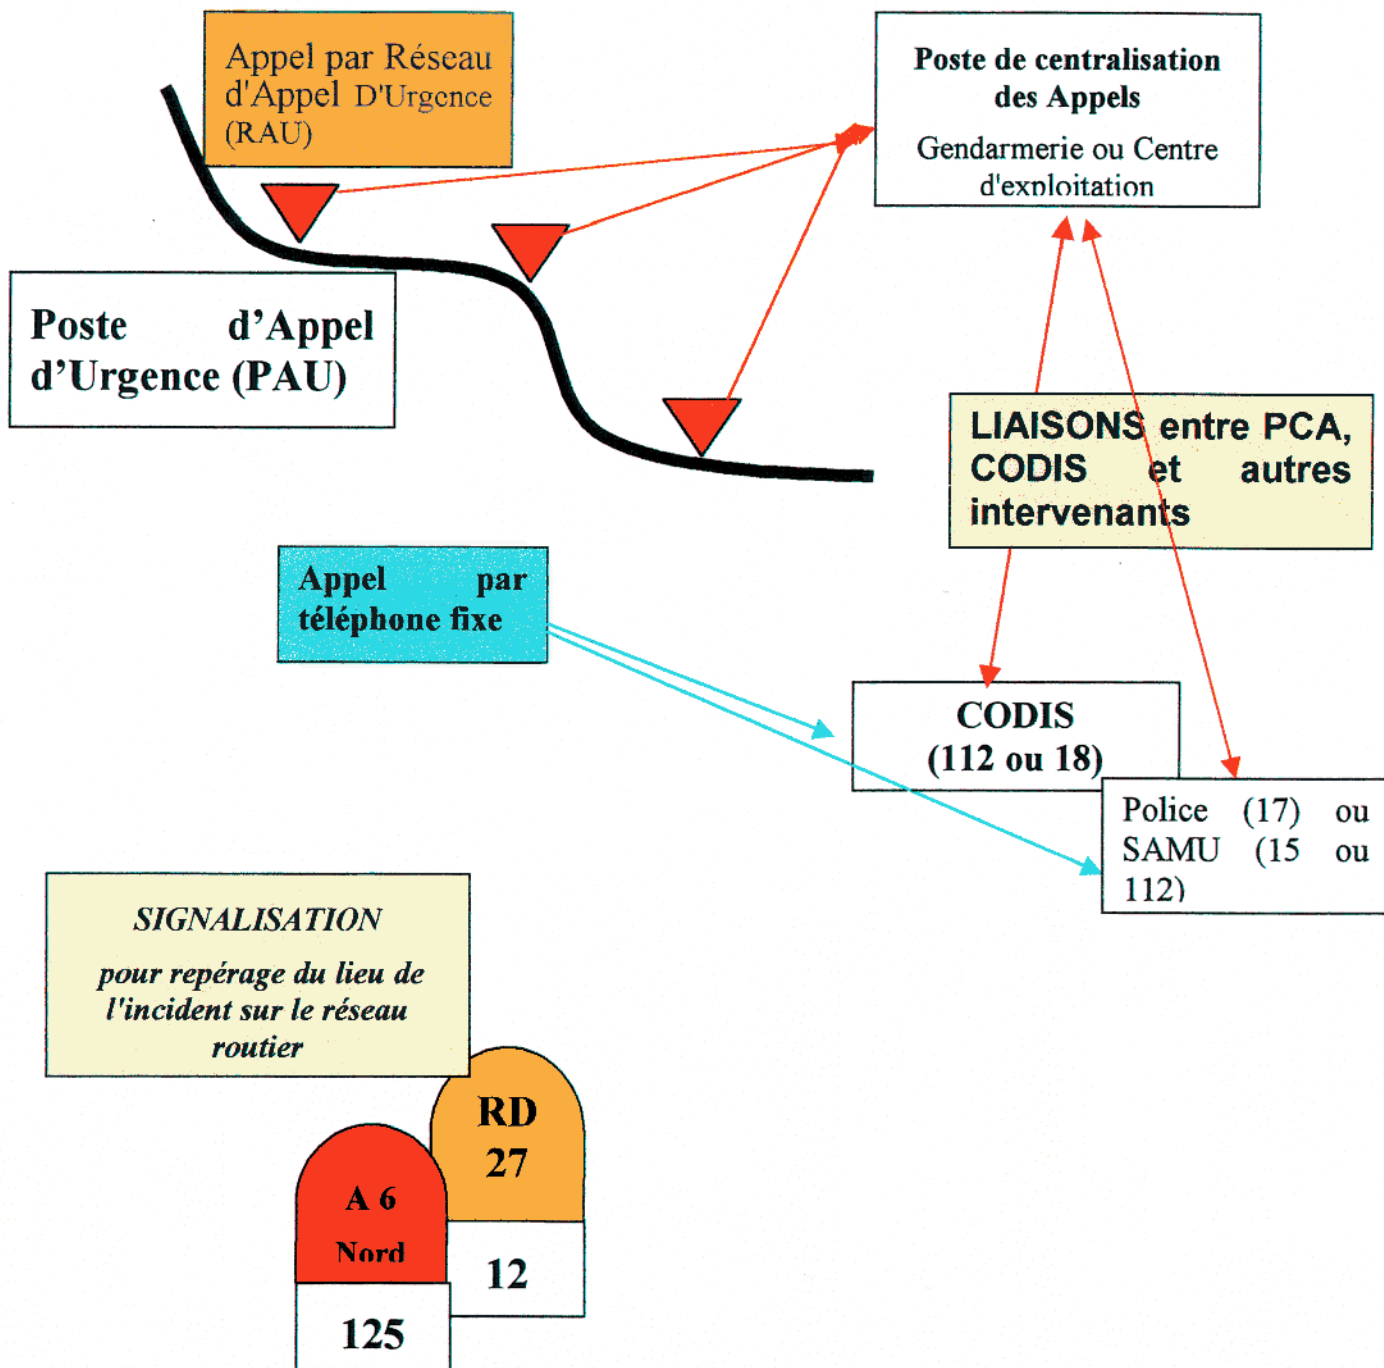 Appel par Réseau
d'Appel D'Urgence
(RAU)
Poste de centralisation
des Appels
Gendarmerie ou Centre
d'exploitation
Poste d'Appel
d'Urgence (PAU)
LIAISONS entre PCA,
CODIS et autres
intervenants
Appel par
téléphone fixe
CODIS
(112 ou 18)
Police (17) ou
SAMU (15 ou
112)
SIGNALISATION
pour repérage du lieu de
l'incident sur le réseau
routier
RD
27
12
A 6
Nord
125